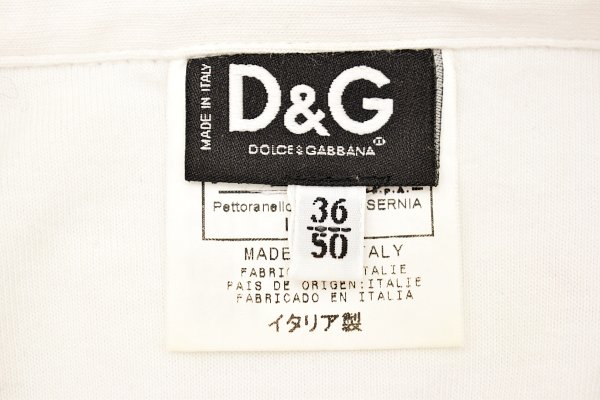 MADE IN ITALY
D&G
DOLCE&GABBANA
S.P.A.
Pettoranello SERNIA
36
50
MADE ITALY
FABRI ITALIE
PAIS DE ORIGEN:ITALIE
FABRICADO EN ITALIA
イタリア製